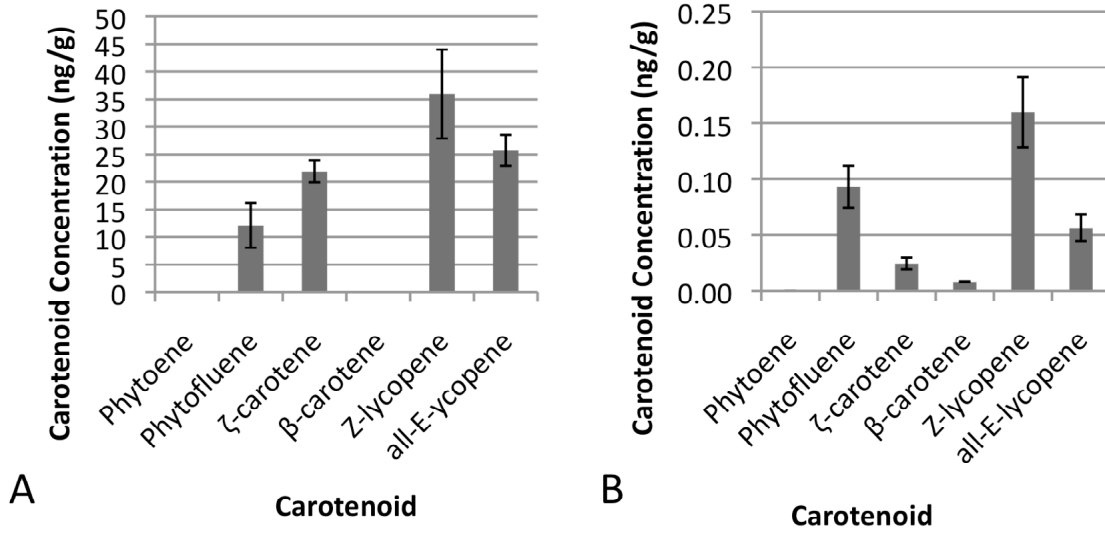 Carotenoid Concentration (ng/g)
50
45
40
35
30
25
20
15
10
5
0
Phytoene
Phytofluene
ζ-carotene
β-carotene
Z-lycopene
all-E-ycopene
A
Carotenoid
Carotenoid Concentration (ng/g)
0.25
0.20
0.15
0.10
0.05
0.00
Phytoene
Phytofluene
ζ-carotene
β-carotene
Z-lycopene
all-E-lycopene
B
Carotenoid